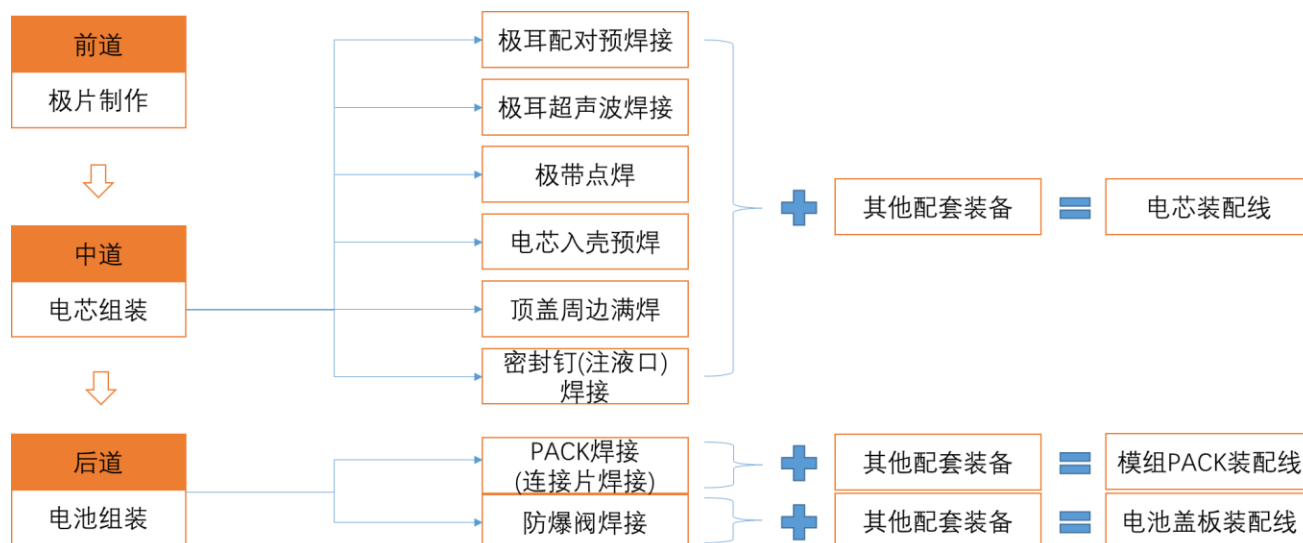 前道
极片制作
中道
电芯组装
后道
电池组装
极耳配对预焊接
极耳超声波焊接
极带点焊
电芯入壳预焊
顶盖周边满焊
密封钉(注液口)
焊接
其他配套装备
电芯装配线
PACK焊接
(连接片焊接)
其他配套装备
模组PACK装配线
防爆阀焊接
其他配套装备
电池盖板装配线